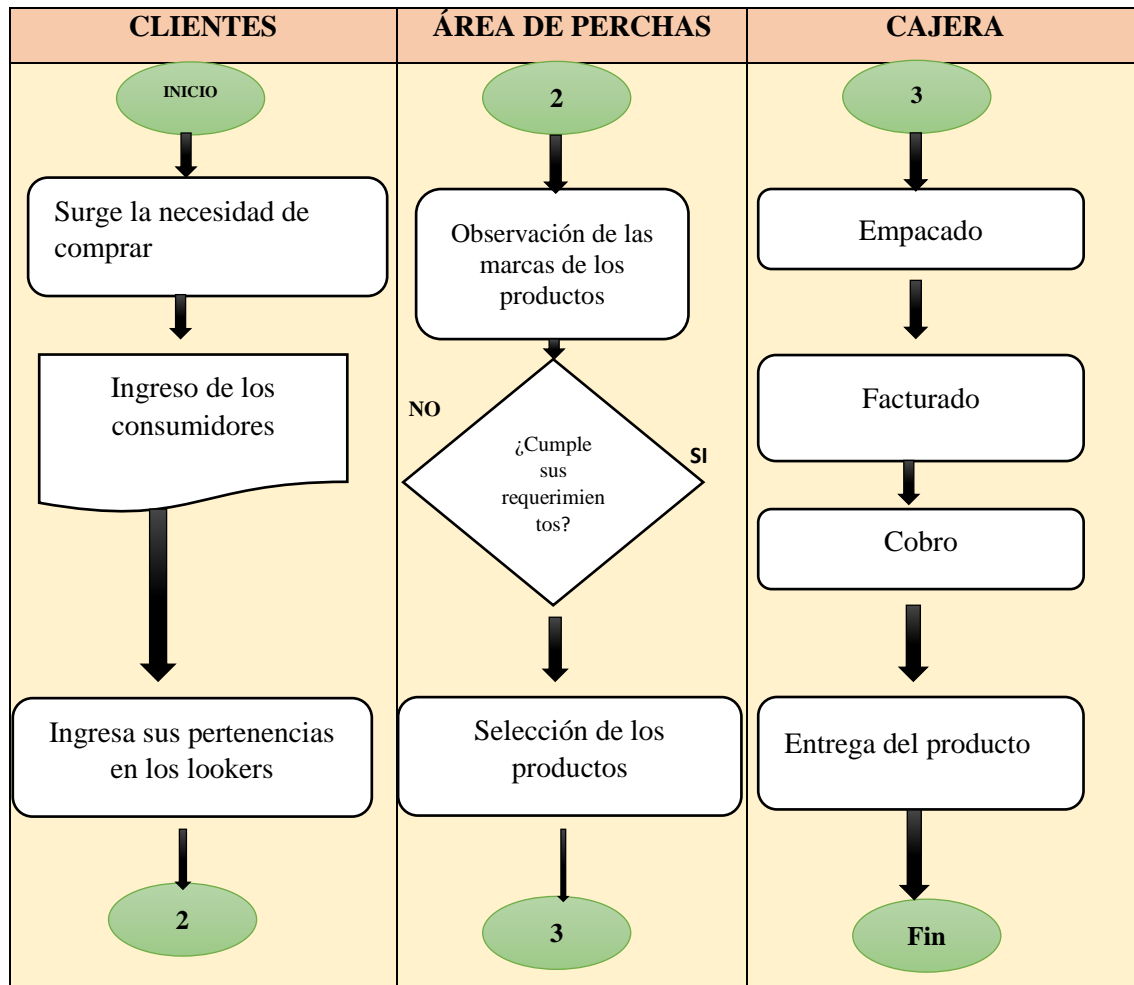 CLIENTES
INICIO
Surge la necesidad de
comprar
Ingreso de los
consumidores
Ingresa sus pertenencias
en los lookers
2
ÁREA DE PERCHAS
2
Observación de las
marcas de los
productos
NO
¿Cumple
sus
requerimien
tos?
SI
Selección de los
productos
3
CAJERA
3
Empacado
Facturado
Cobro
Entrega del producto
Fin